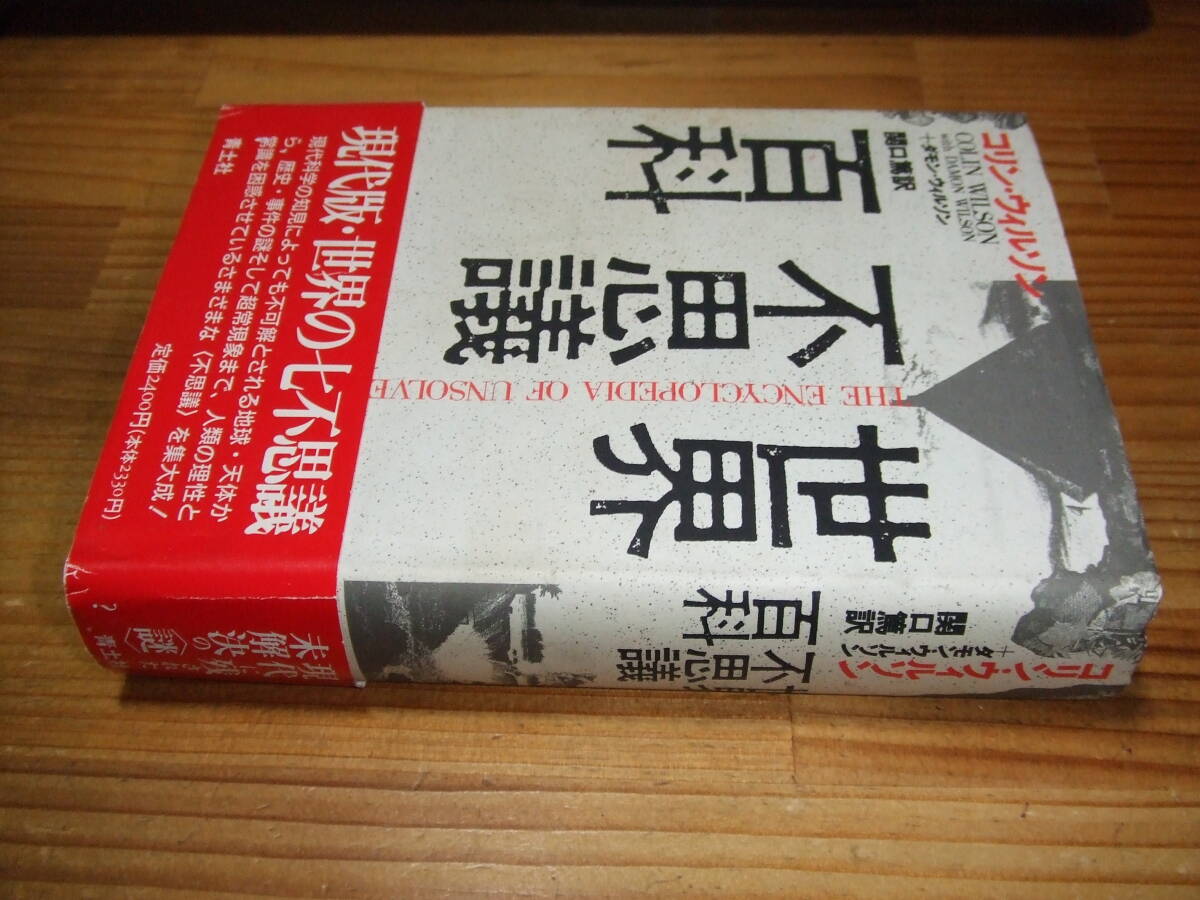 コリン・ウィルソン
COLIN WILSON
with DAMON WILSON
+ダモン・ウィルソン
関口篤訳
世界
不思議
百科
THE ENCYCLOPEDIA OF UNSOLVE
現代版・世界の七不思議
現代科学の知見によっても不可解とされる地球・天体か
ら、歴史・事件の謎そして超常現象まで、人類の理性と
常識を困惑させているさまざまな〈不思議〉を集大成!
定価2400円(本体2330円)
青土社
コリン・ウィルソン
+ダモン・ウィルソン
関口篤訳
世界
不思議
百科
現代に残された
未解決の
〈謎〉
?
青土社